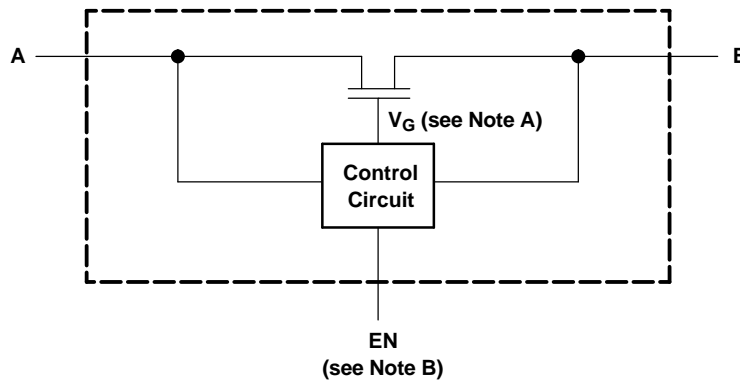 A
VG (see Note A)
Control
Circuit
EN
(see Note B)